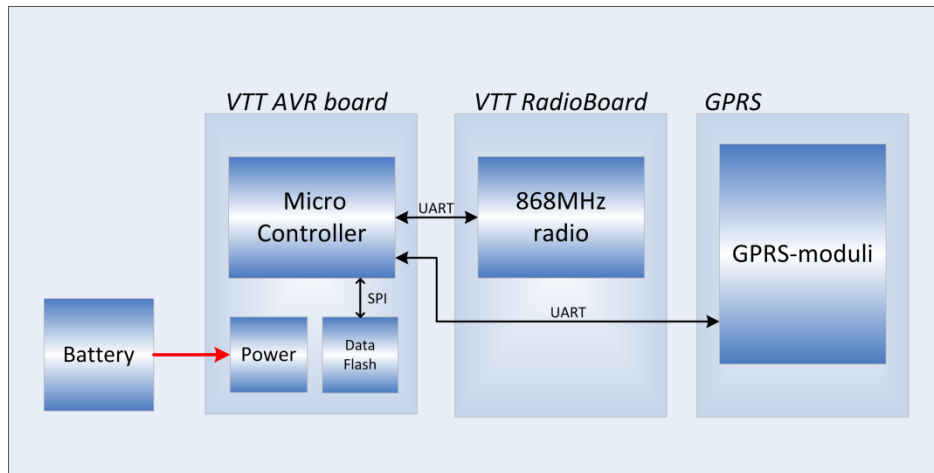 VTT AVR board
VTT RadioBoard
GPRS
Micro
Controller
UART
868MHz
radio
GPRS-moduli
SPI
UART
Battery
Power
Data
Flash